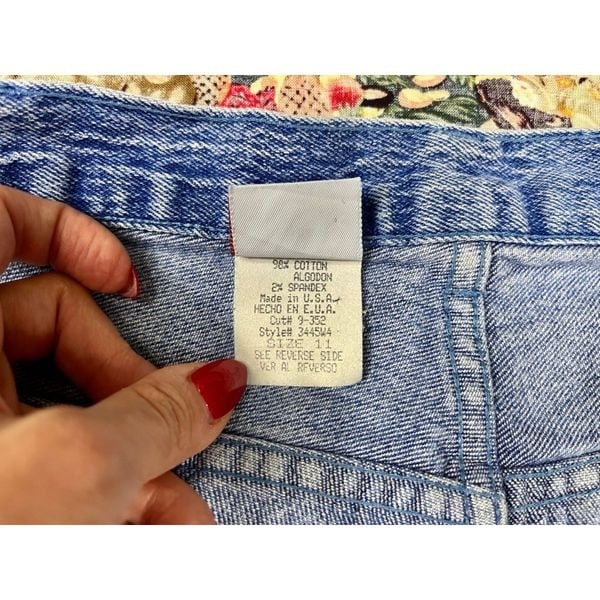 98% COTTON
ALGODON
2% SPANDEX
Made in U.S.A.
HECHO EN E.U.A.
Cut# 9-352
Style# 3445W4
SIZE 11
SEE REVERSE SIDE
VER AL REVERSO